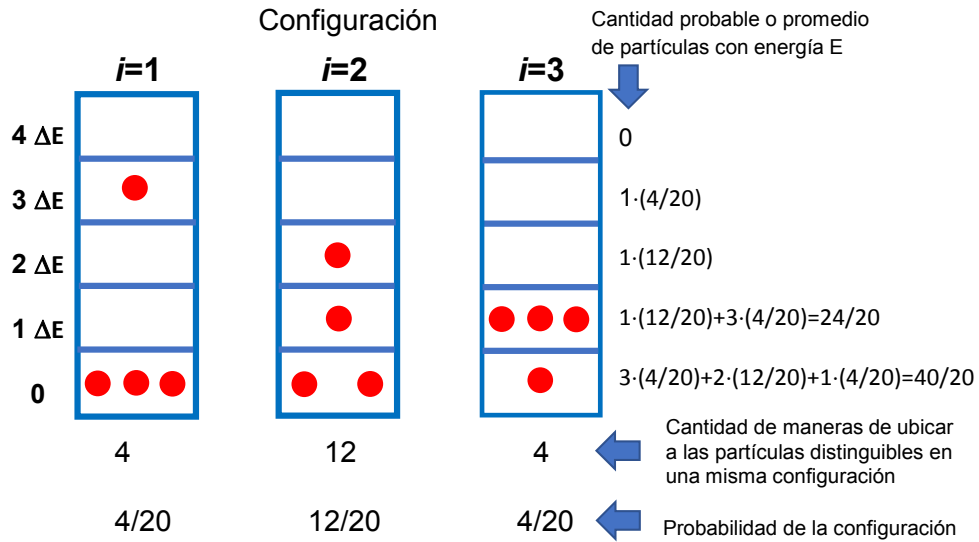 Configuración
Cantidad probable o promedio
de partículas con energía E
i=1
i=2
i=3
4 ΔE
0
3 ΔE
1·(4/20)
2 ΔE
1·(12/20)
1 ΔE
1·(12/20)+3·(4/20)=24/20
0
3·(4/20)+2·(12/20)+1·(4/20)=40/20
4
12
4
Cantidad de maneras de ubicar
a las partículas distinguibles en
una misma configuración
4/20
12/20
4/20
Probabilidad de la configuración